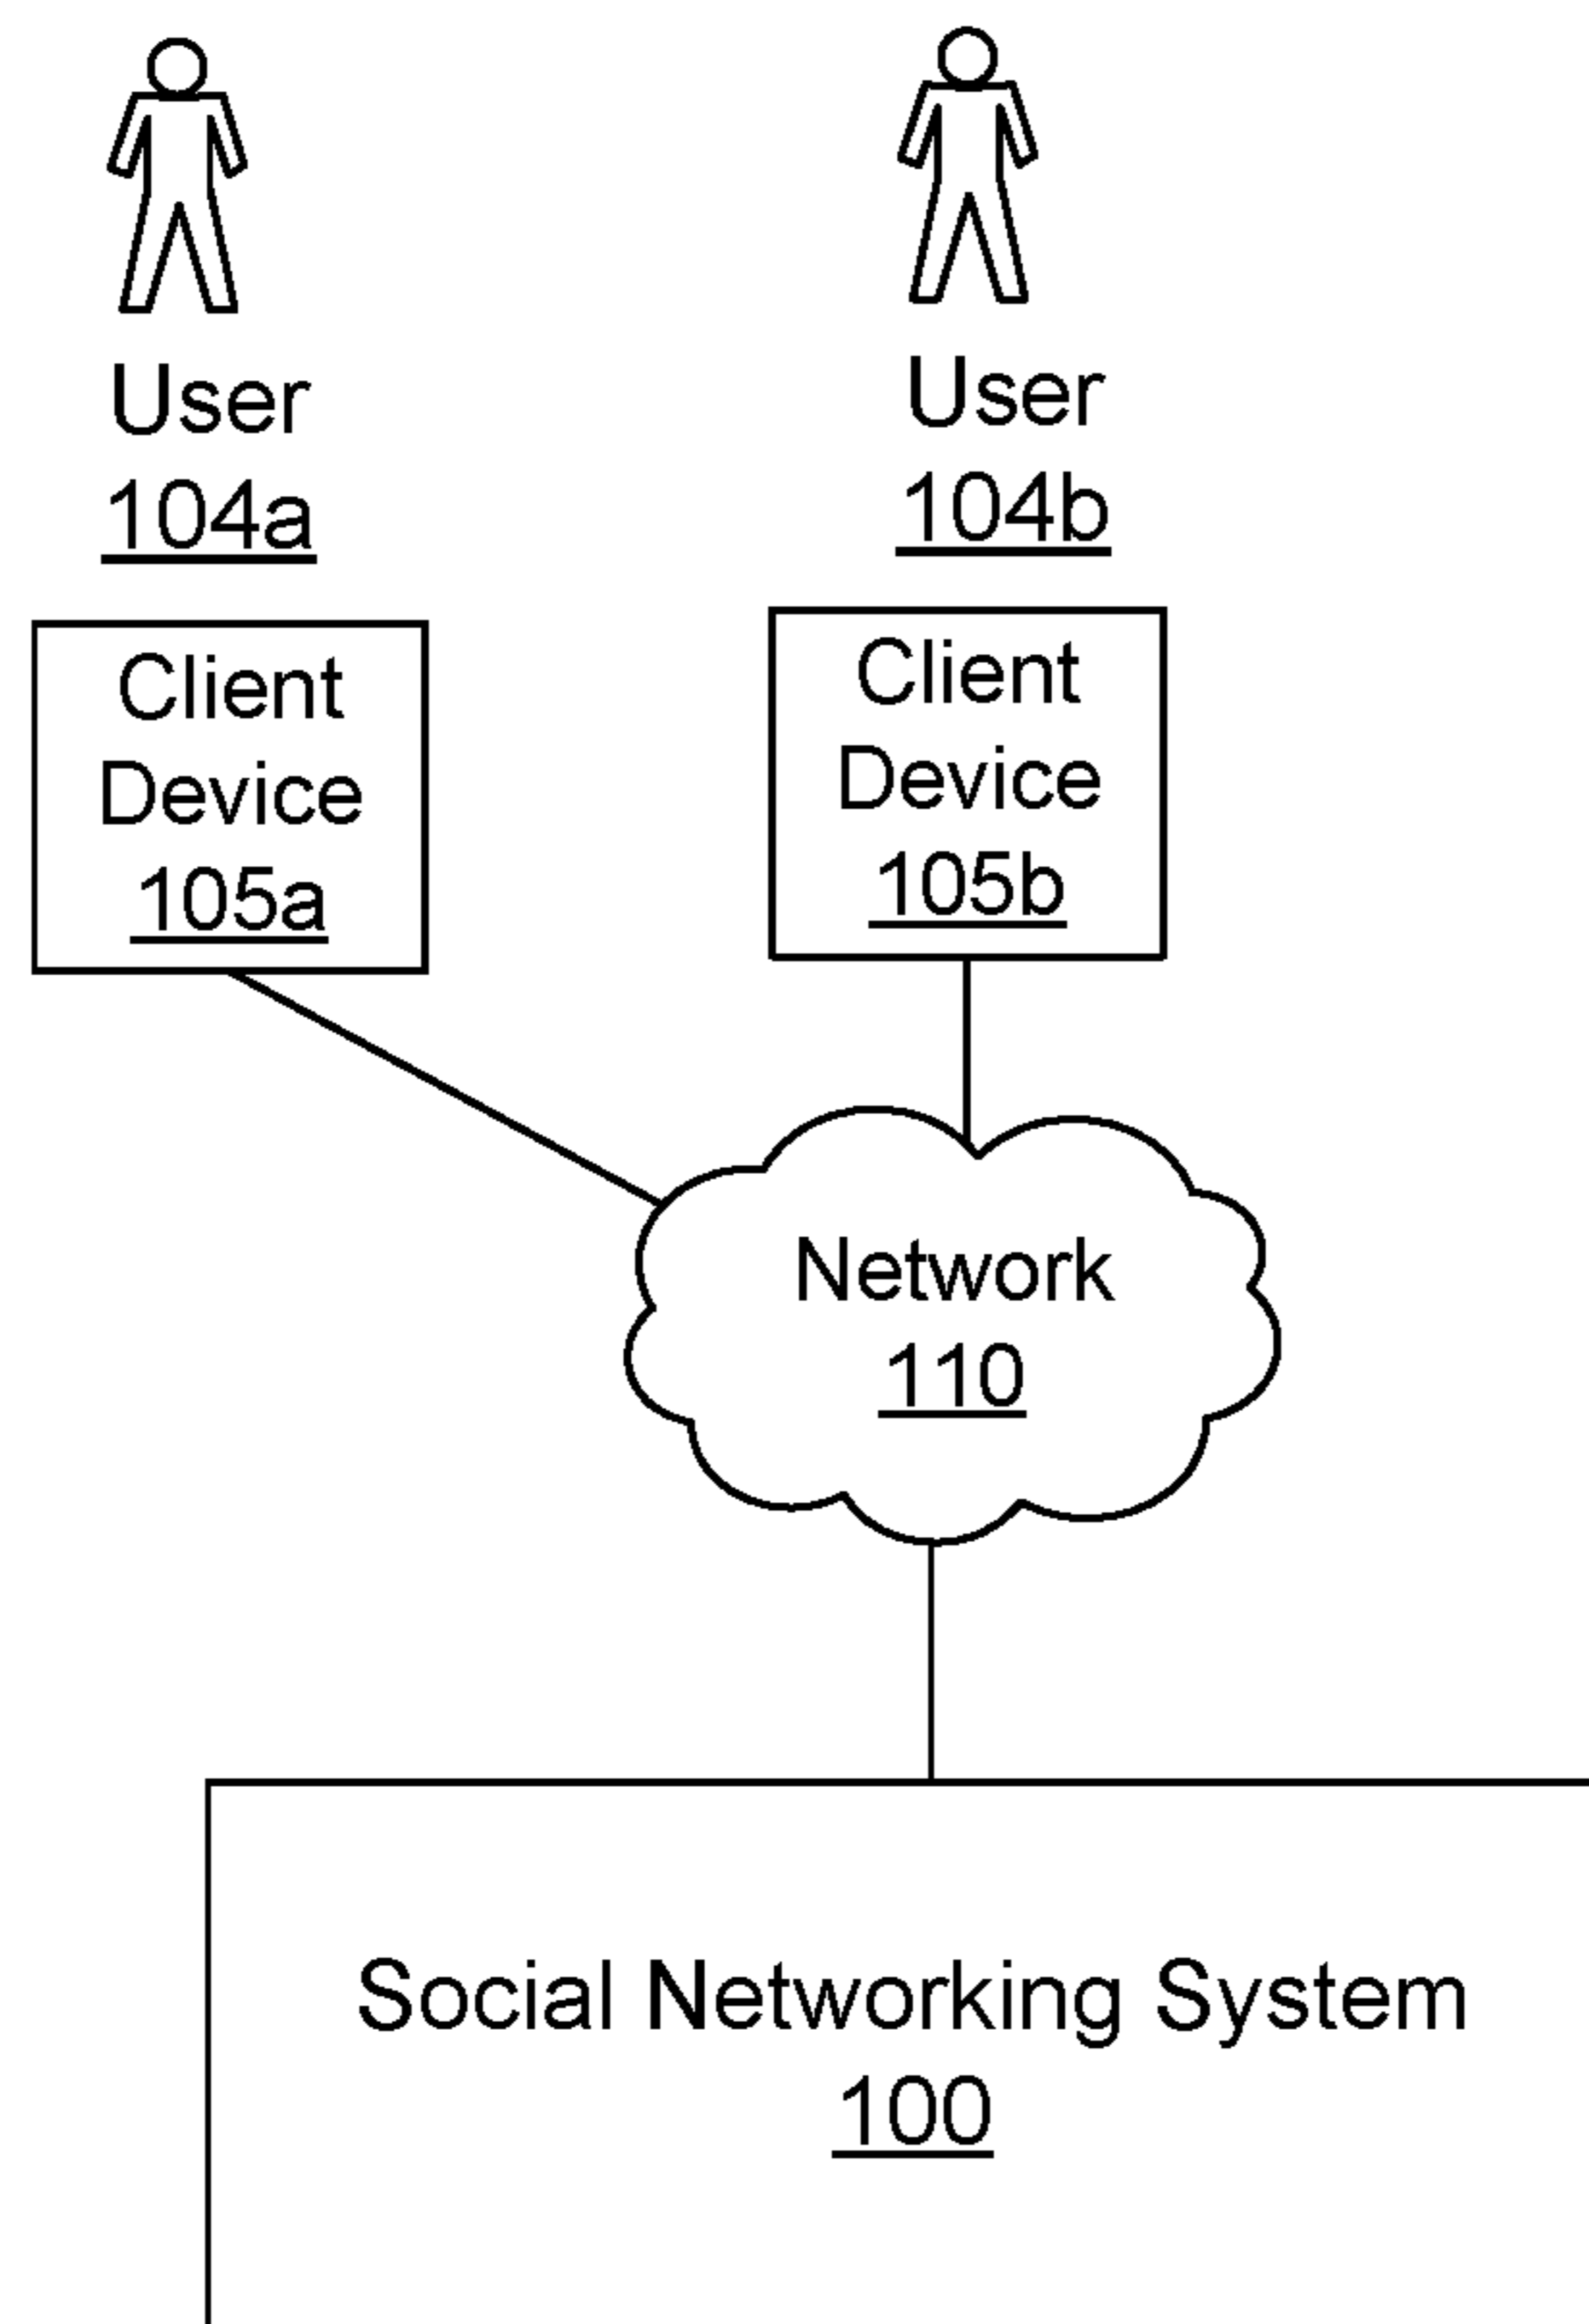 User
104a
User
104b
Client
Device
105a
Client
Device
105b
Network
110
Social Networking System
100